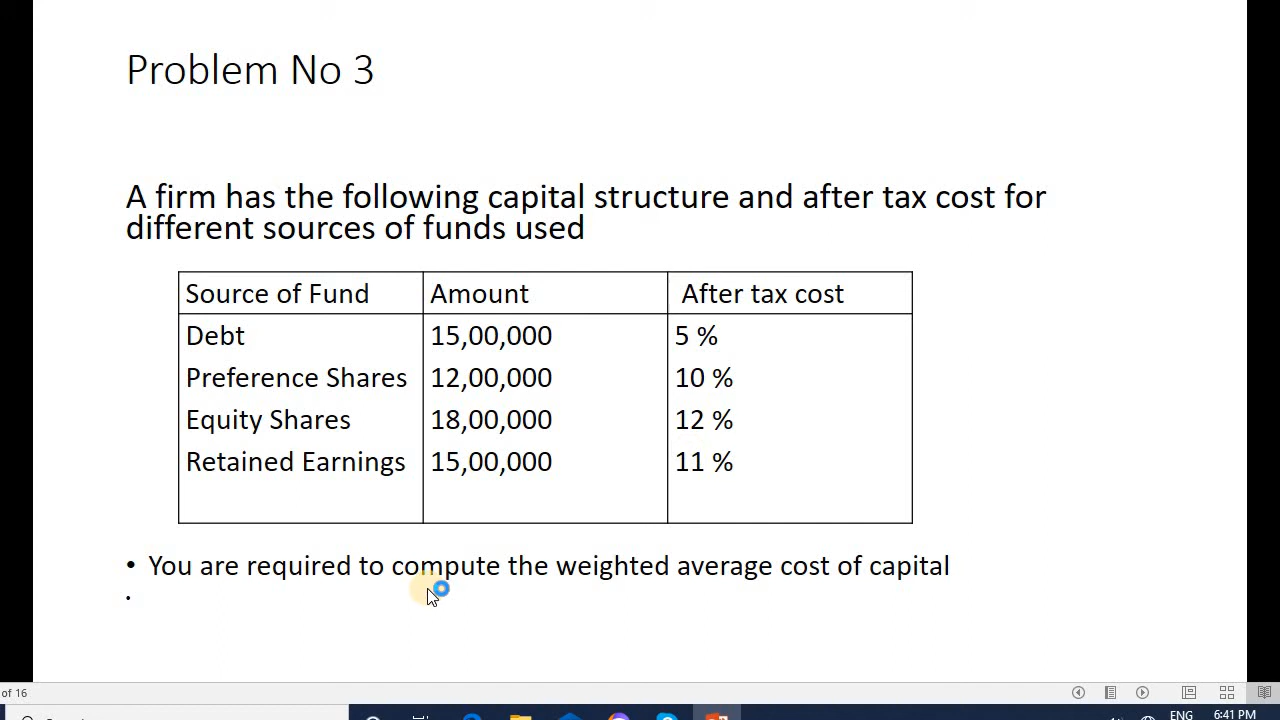 Problem No 3
A firm has the following capital structure and after tax cost for
different sources of funds used
Source of Fund Amount After tax cost
Debt 15,00,000 5 %
Preference Shares 12,00,000 10 %
Equity Shares 18,00,000 12 %
Retained Earnings 15,00,000 11 %
• You are required to compute the weighted average cost of capital
•
of 16
ENG 6:41 PM